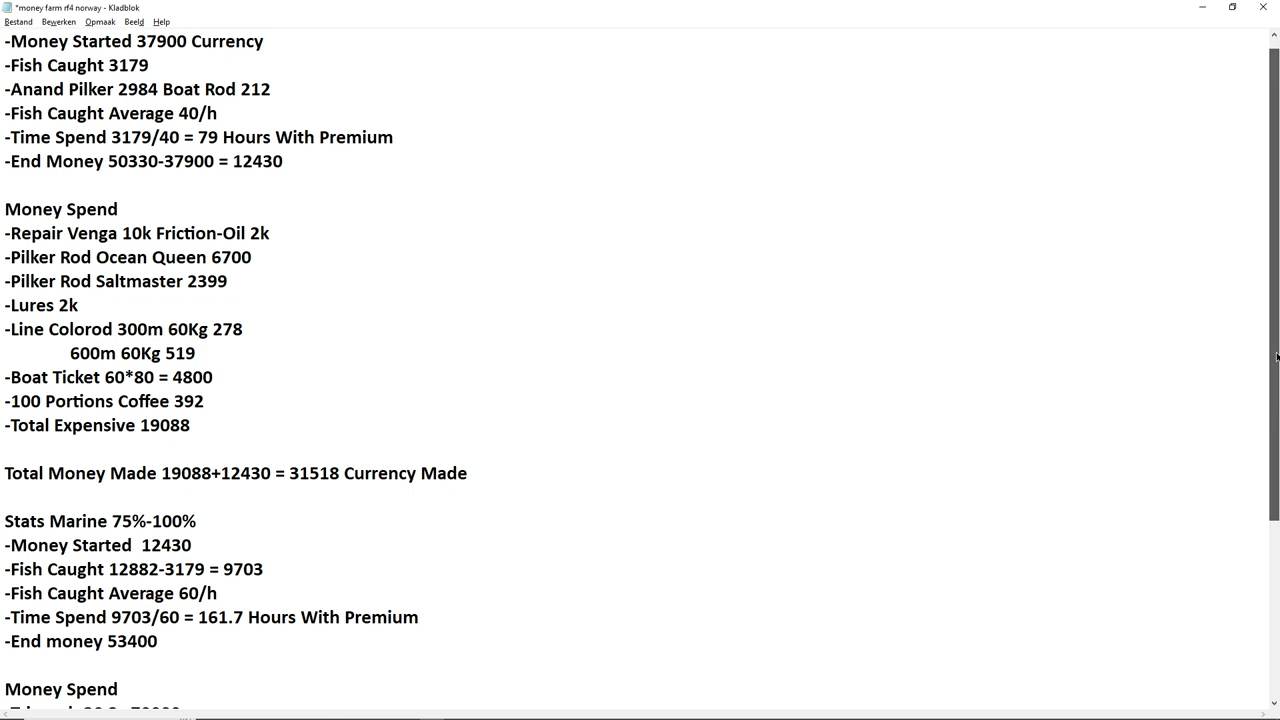 *money farm rf4 norway - Kladblok
Bestand Bewerken Opmaak Beeld Help
-Money Started 37900 Currency
-Fish Caught 3179
-Anand Pilker 2984 Boat Rod 212
-Fish Caught Average 40/h
-Time Spend 3179/40 = 79 Hours With Premium
-End Money 50330-37900 = 12430
Money Spend
-Repair Venga 10k Friction-Oil 2k
-Pilker Rod Ocean Queen 6700
-Pilker Rod Saltmaster 2399
-Lures 2k
-Line Colorod 300m 60Kg 278
600m 60Kg 519
-Boat Ticket 60*80 = 4800
-100 Portions Coffee 392
-Total Expensive 19088
Total Money Made 19088+12430 = 31518 Currency Made
Stats Marine 75%-100%
-Money Started 12430
-Fish Caught 12882-3179 = 9703
-Fish Caught Average 60/h
-Time Spend 9703/60 = 161.7 Hours With Premium
-End money 53400
Money Spend